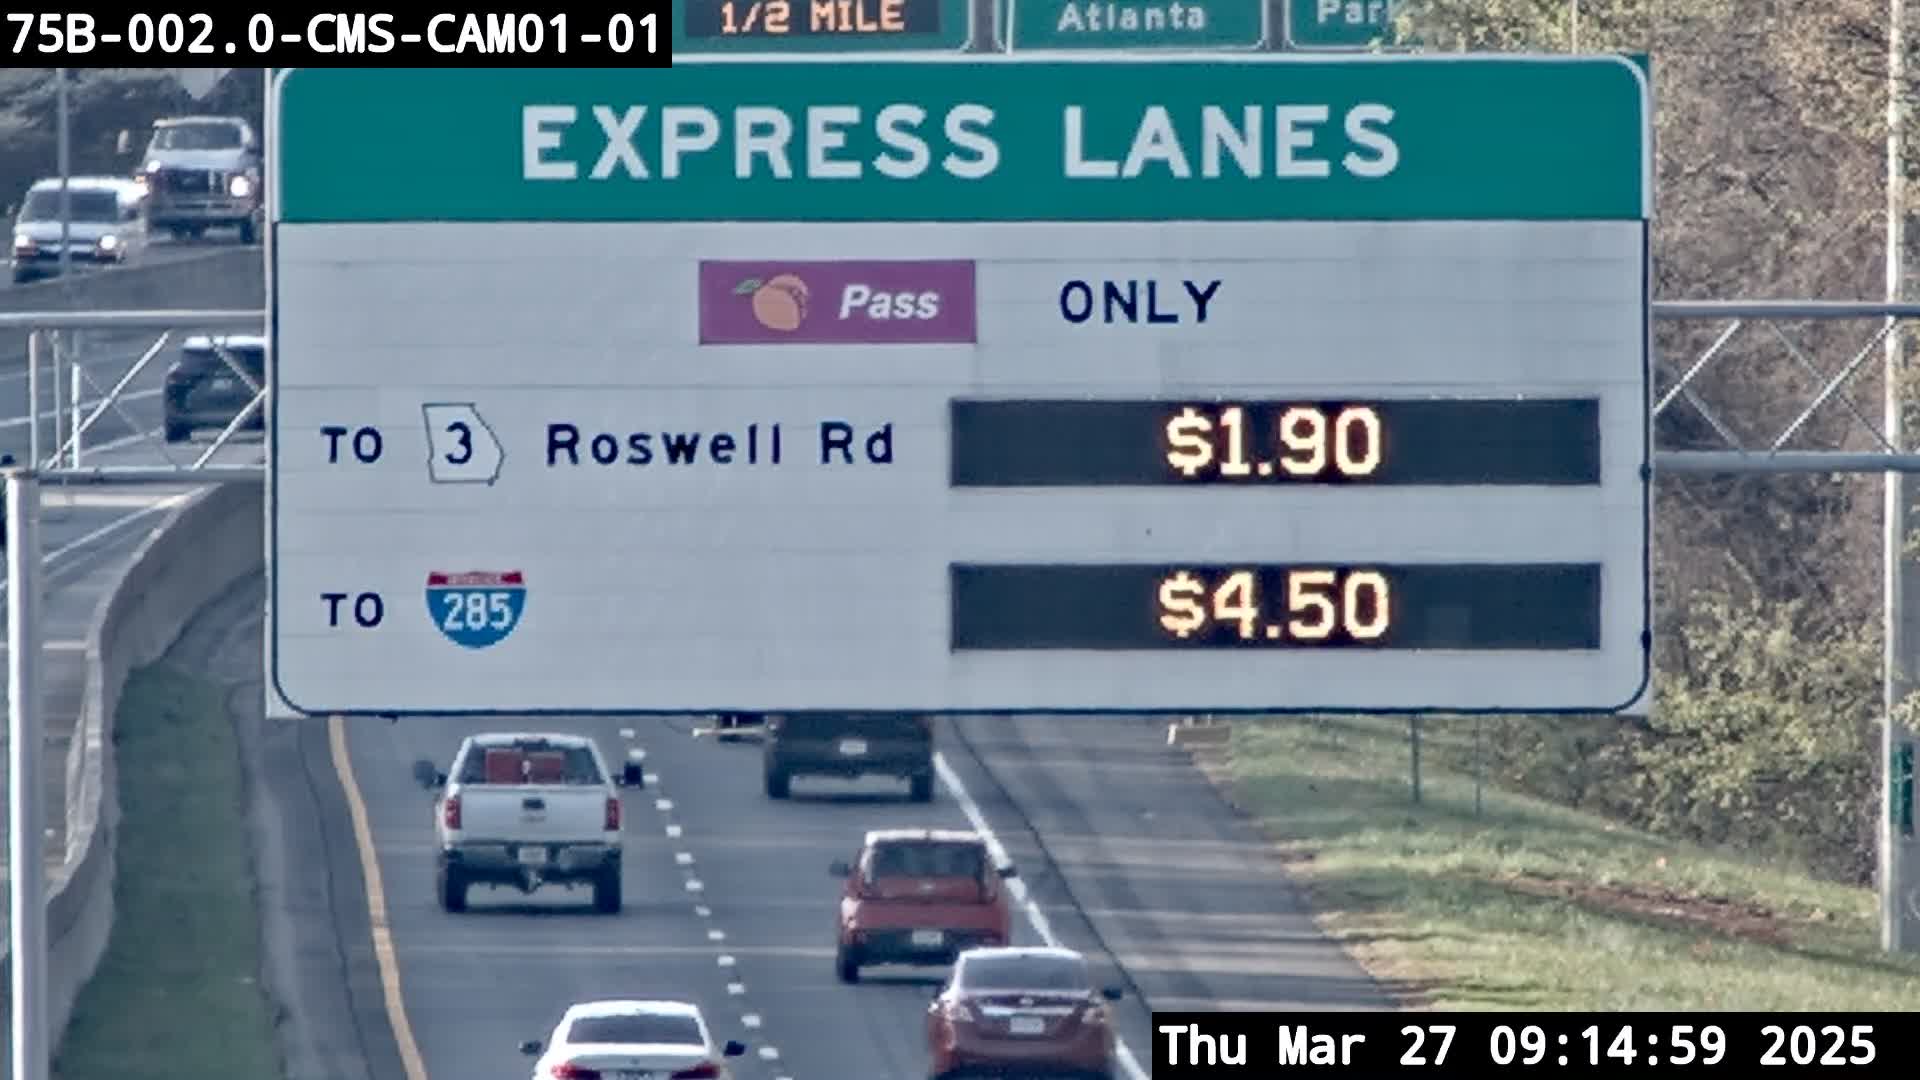 75B-002.0-CMS-CAM01-01
1/2 MILE
Atlanta
EXPRESS LANES
Pass ONLY
TO 3 Roswell Rd $1.90
TO 285 $4.50
Thu Mar 27 09:14:59 2025